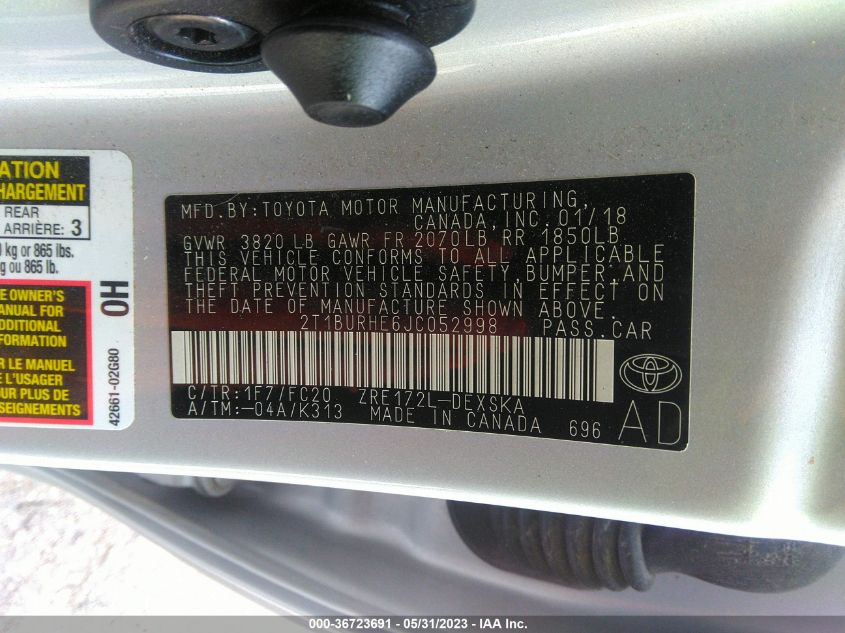 ATION
HARGEMENT
REAR
ARRIÈRE: 3
kg or 865 lbs.
g ou 865 lb.
E OWNER'S
MANUAL FOR
DDITIONAL
FORMATION
R LE MANUEL
L'USAGER
POUR PLUS DE
42661-02G80
OH
MFD.BY:TOYOTA MOTOR MANUFACTURING,
CANADA, INC. 01/18
GVWR 3820 LB GAWR FR 2070LB RR 1850LB
THIS VEHICLE CONFORMS TO ALL APPLICABLE
FEDERAL MOTOR VEHICLE SAFETY, BUMPER, AND
THEFT PREVENTION STANDARDS IN EFFECT ON
THE DATE OF MANUFACTURE SHOWN ABOVE.
2T1BURHE6JC052998 PASS.CAR
C/TR:1F7/FC20 ZRE172L-DEXSKA
A/TM:-04A/K313 MADE IN CANADA 696
AD
000-36723691 - 05/31/2023 - IAA Inc.